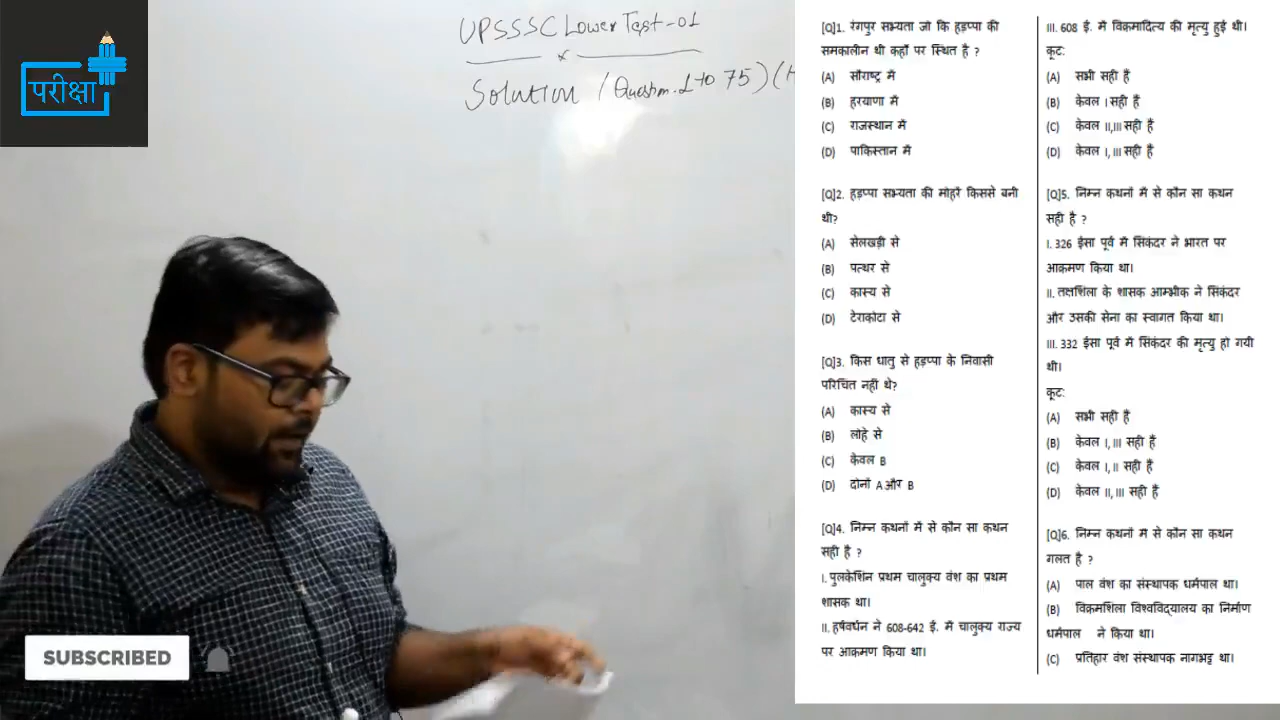 परीक्षा
UPSSSC Lower Test-01
Solution (Question. 1 to 75) (H
[Q]1. रंगपुर सभ्यता जो कि हड़प्पा की
समकालीन थी कहाँ पर स्थित है ?
(A) सौराष्ट्र में
(B) हरयाणा में
(C) राजस्थान में
(D) पाकिस्तान में
[Q]2. हड़प्पा सभ्यता की मोहरें किससे बनी
थी?
(A) सेलखड़ी से
(B) पत्थर से
(C) कास्य से
(D) टेराकोटा से
[Q]3. किस धातु से हड़प्पा के निवासी
परिचित नहीं थे?
(A) कास्य से
(B) लोहे से
(C) केवल B
(D) दोनों A और B
[Q]4. निम्न कथनों में से कौन सा कथन
सही है ?
I. पुलकेशिन प्रथम चालुक्य वंश का प्रथम
शासक था।
II. हर्षवर्धन ने 608-642 ई. में चालुक्य राज्य
पर आक्रमण किया था।
III. 608 ई. में विक्रमादित्य की मृत्यु हुई थी।
कूट:
(A) सभी सही हैं
(B) केवल I सही हैं
(C) केवल II,III सही हैं
(D) केवल I, III सही हैं
[Q]5. निम्न कथनों में से कौन सा कथन
सही है ?
I. 326 ईसा पूर्व में सिकंदर ने भारत पर
आक्रमण किया था।
II. तक्षशिला के शासक आम्भीक ने सिकंदर
और उसकी सेना का स्वागत किया था।
III. 332 ईसा पूर्व में सिकंदर की मृत्यु हो गयी
थी।
कूट:
(A) सभी सही हैं
(B) केवल I, III सही हैं
(C) केवल I, II सही हैं
(D) केवल II, III सही हैं
[Q]6. निम्न कथनों में से कौन सा कथन
गलत है ?
(A) पाल वंश का संस्थापक धर्मपाल था।
(B) विक्रमशिला विश्वविद्यालय का निर्माण
धर्मपाल ने किया था।
(C) प्रतिहार वंश संस्थापक नागभट्ट था।
SUBSCRIBED